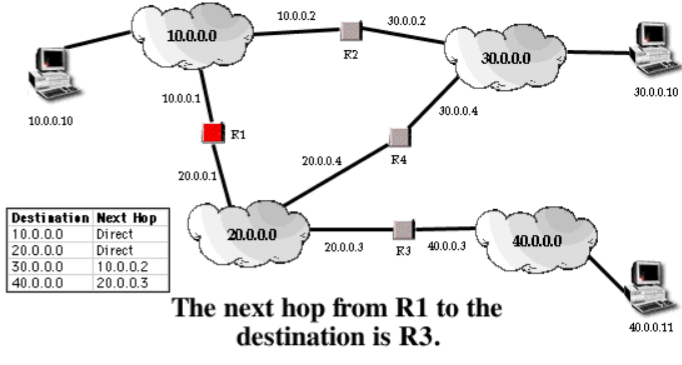 10.0.0.2
30.0.0.2
10.0.0.0
R2
30.0.0.0
10.0.0.10
10.0.0.1
30.0.0.10
30.0.0.4
R1
20.0.0.4
R4
20.0.0.1
Destination Next Hop
10.0.0.0 Direct
20.0.0.0 Direct
30.0.0.0 10.0.0.2
40.0.0.0 20.0.0.3
20.0.0.0
20.0.0.3
R3
40.0.0.3
40.0.0.0
40.0.0.11
The next hop from R1 to the
destination is R3.